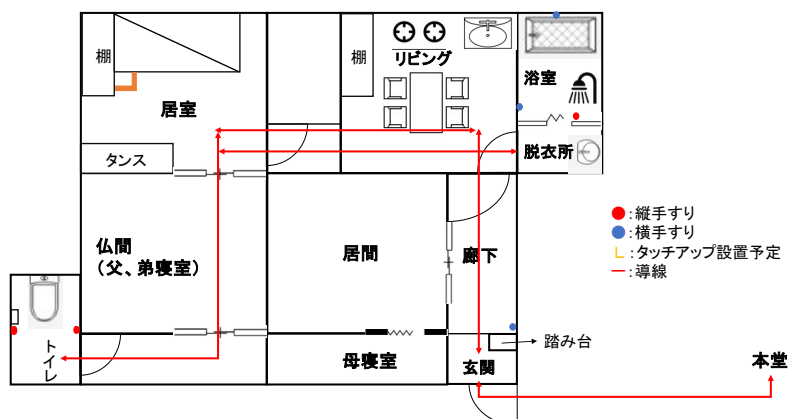 棚
居室
タンス
棚
リビング
浴室
脱衣所
仏間
（父、弟寝室）
居間
廊下
トイレ
母寝室
玄関
踏み台
本堂
●:縦手すり
●:横手すり
L:タッチアップ設置予定
ー:導線